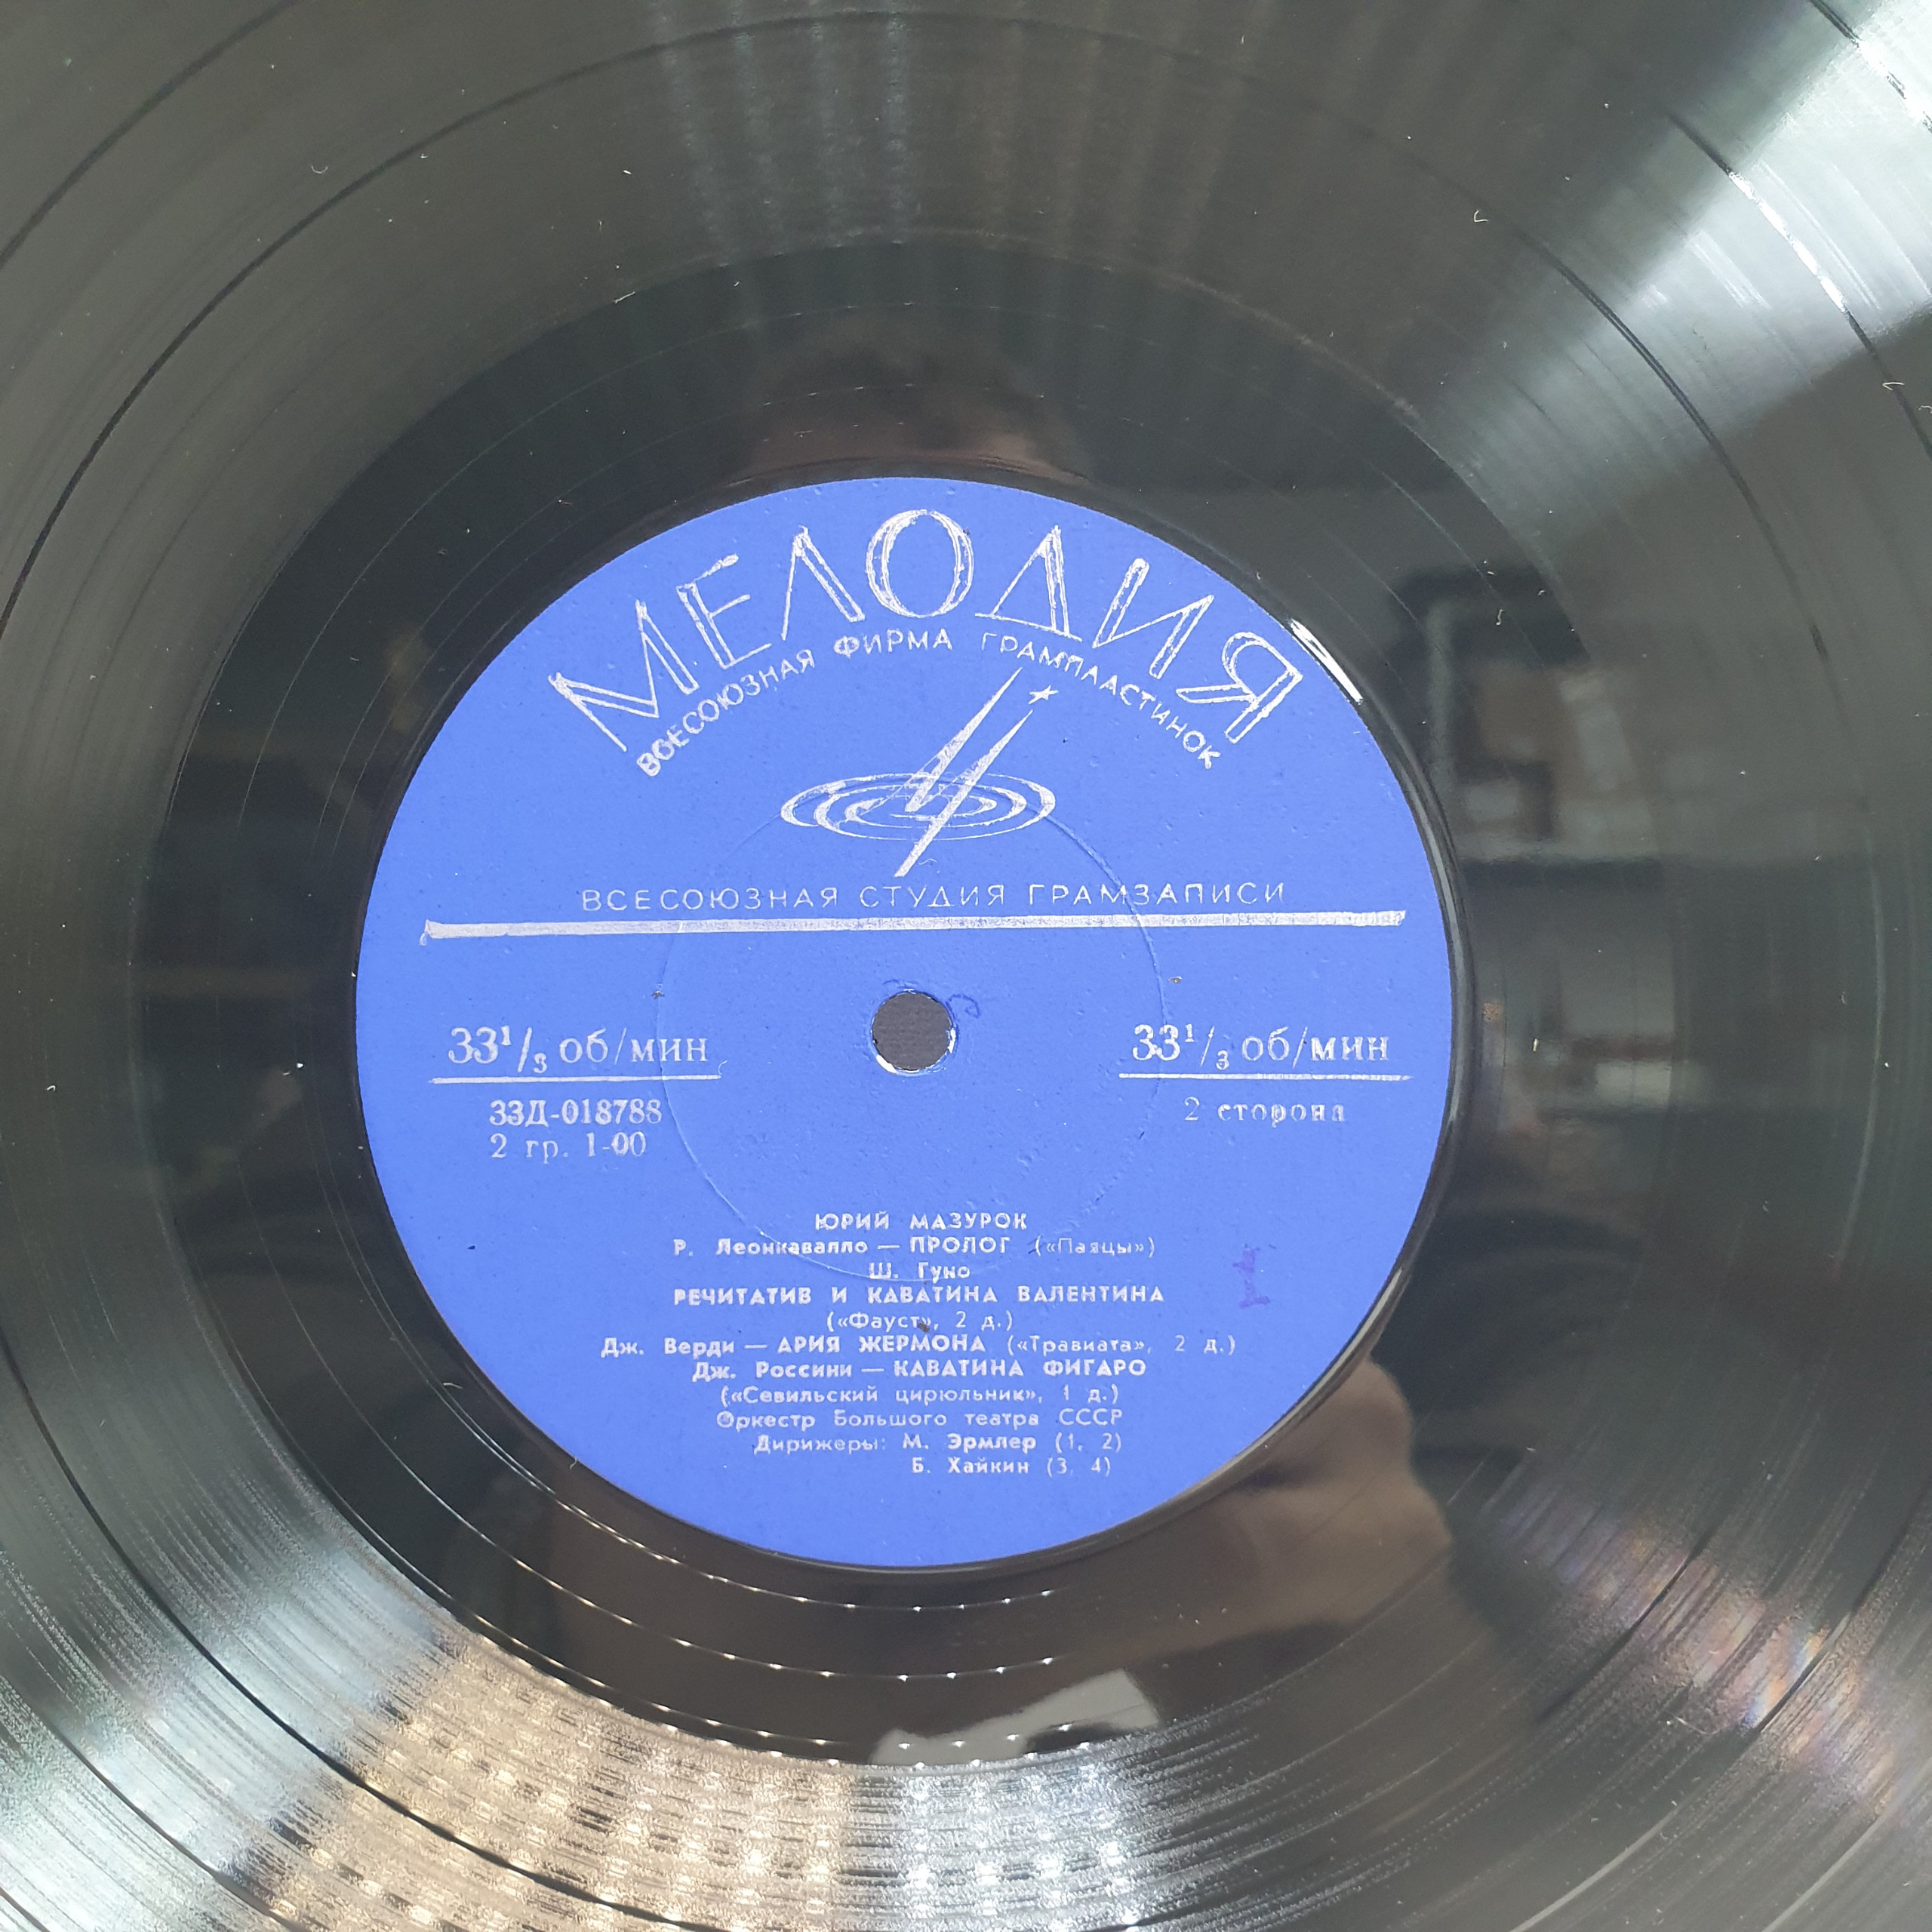 МЕЛОДИЯ
ВСЕСОЮЗНАЯ ФИРМА ГРАМПЛАСТИНОК
ВСЕСОЮЗНАЯ СТУДИЯ ГРАМЗАПИСИ
33¹/₃ об/мин
33Д-018788
2 гр. 1-00
33¹/₃ об/мин
2 сторона
ЮРИЙ МАЗУРОК
Р. Леонкавалло — ПРОЛОГ («Паяцы»)
Ш. Гуно
РЕЧИТАТИВ И КАВАТИНА ВАЛЕНТИНА
(«Фауст», 2 д.)
Дж. Верди — АРИЯ ЖЕРМОНА («Травиата», 2 д.)
Дж. Россини — КАВАТИНА ФИГАРО
(«Севильский цирюльник», 1 д.)
Оркестр Большого театра СССР
Дирижеры: М. Эрмлер (1, 2)
Б. Хайкин (3, 4)
1